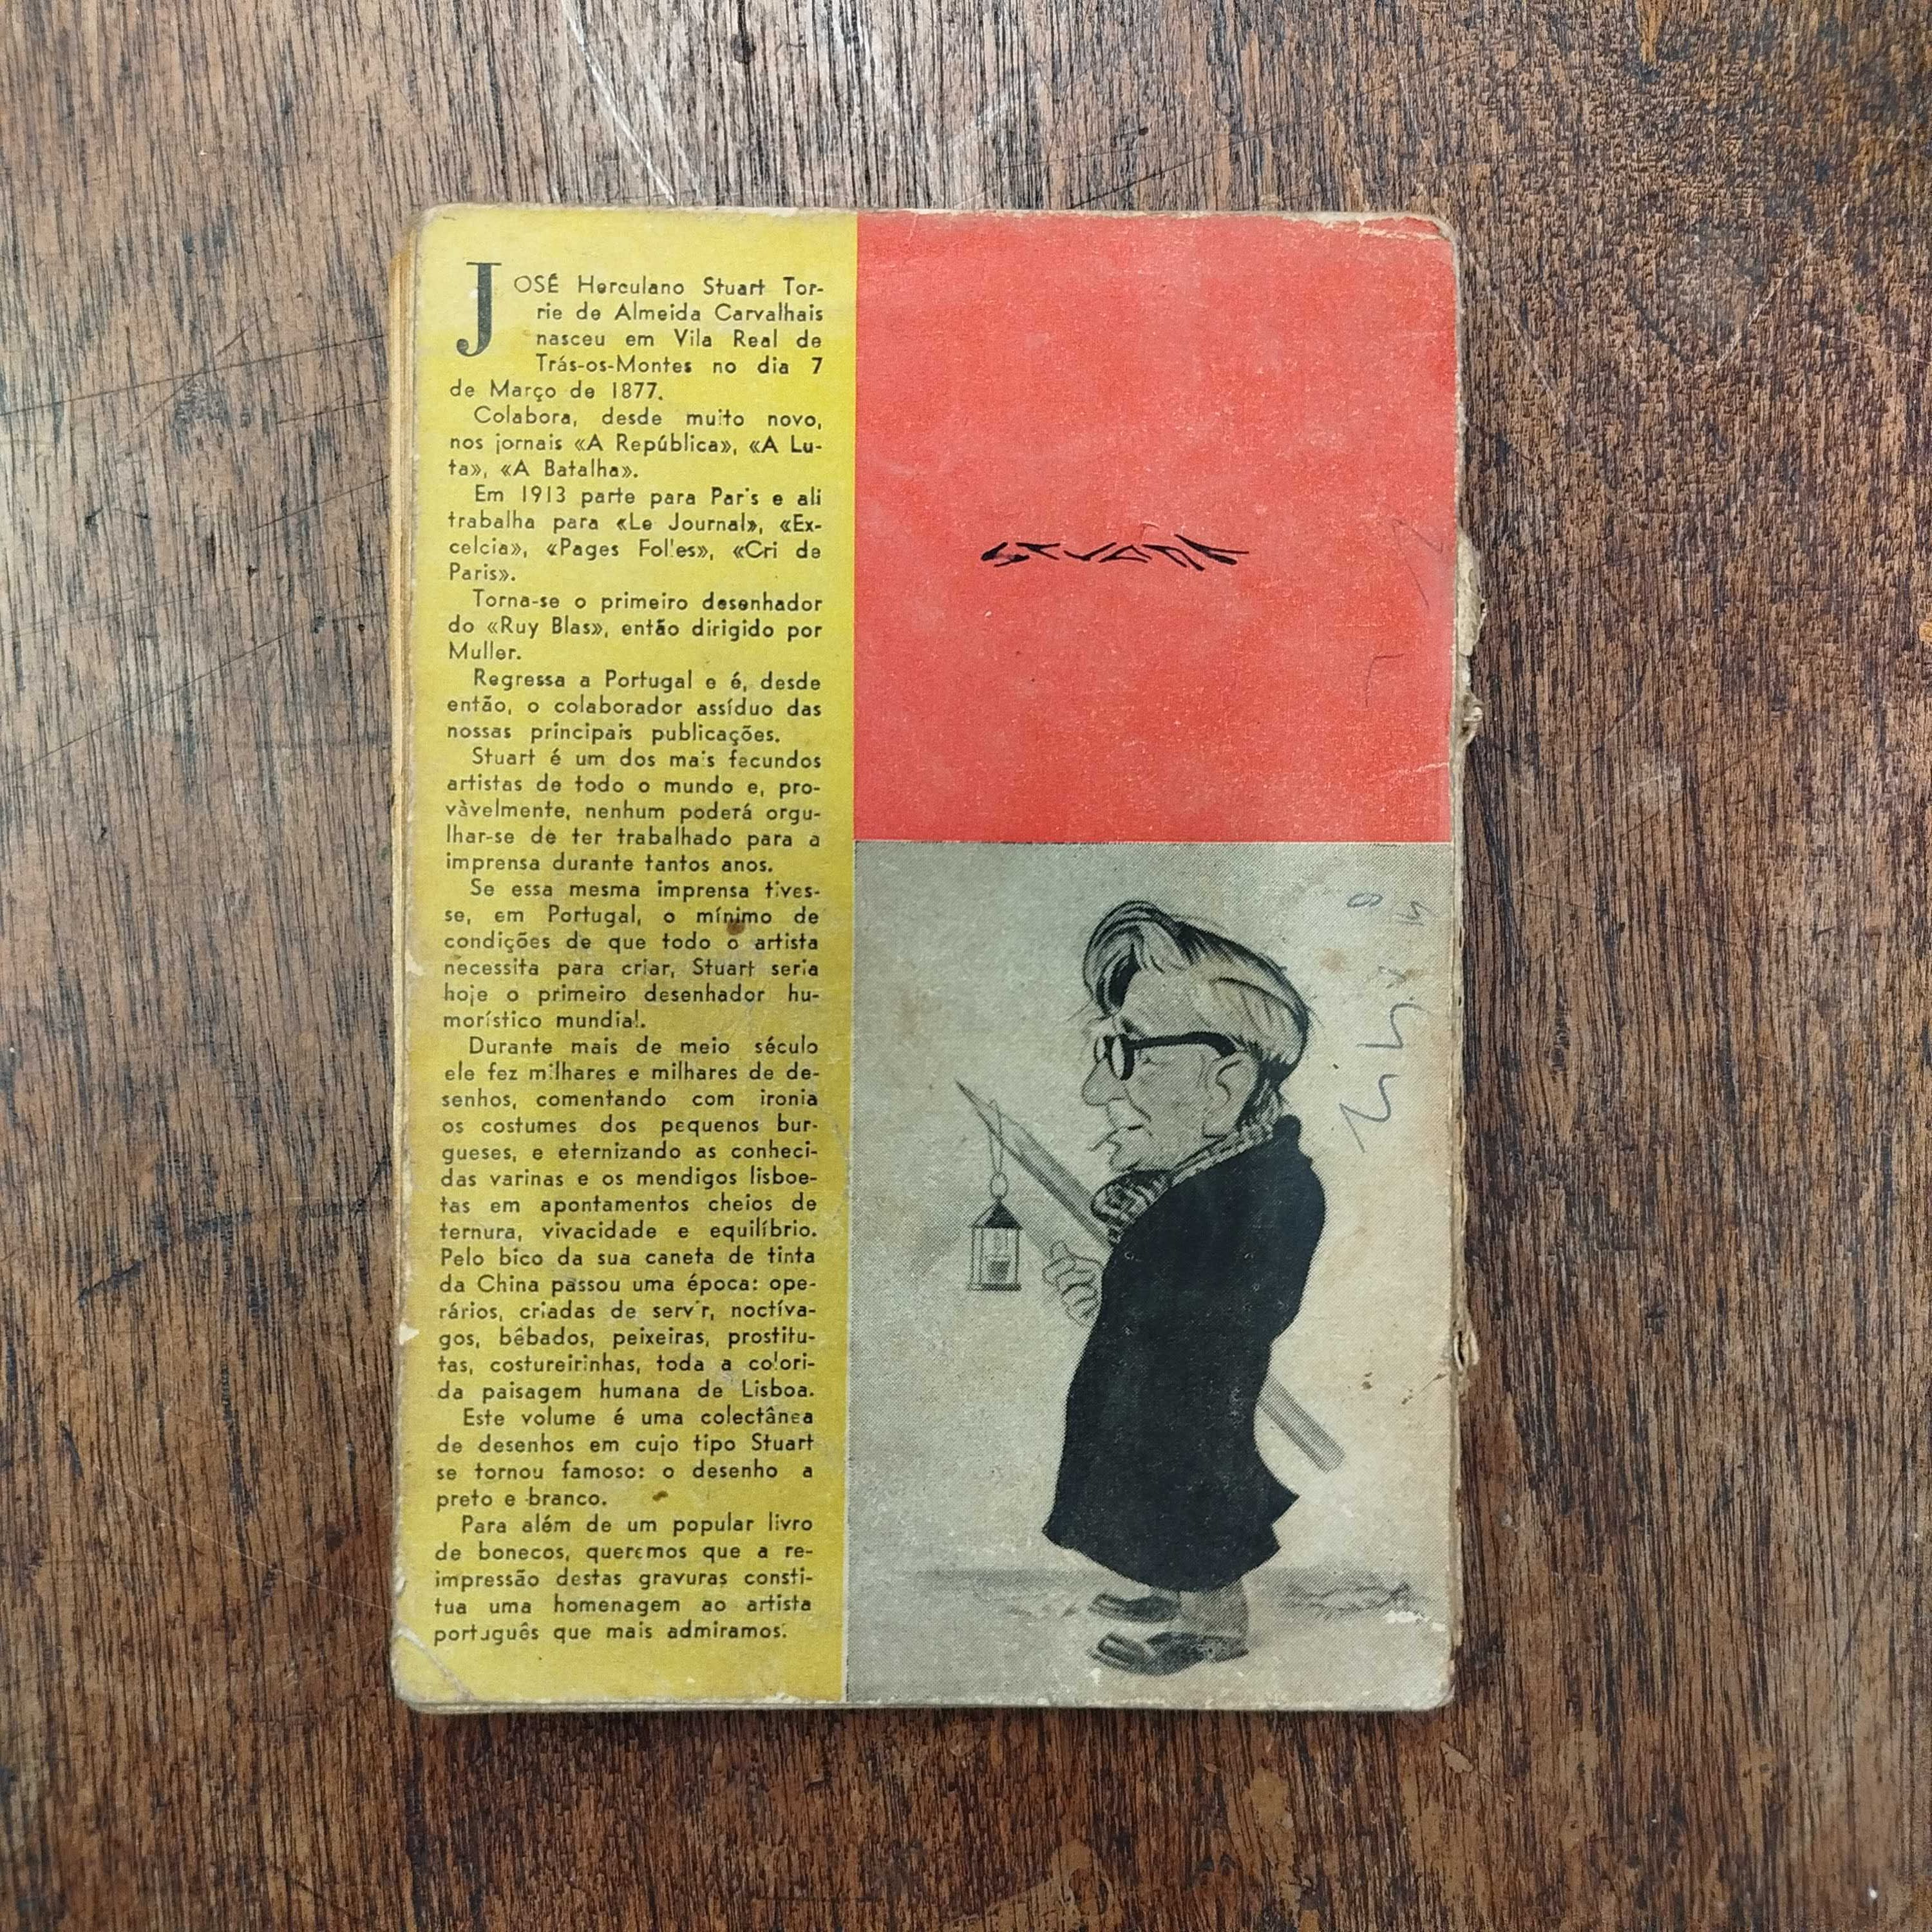 JOSÉ Herculano Stuart Tor-
rie de Almeida Carvalhais
nasceu em Vila Real de
Trás-os-Montes no dia 7
de Março de 1877.
Colabora, desde muito novo,
nos jornais «A República», «A Lu-
ta», «A Batalha».
Em 1913 parte para Paris e ali
trabalha para «Le Journal», «Ex-
celcia», «Pages Folles», «Cri de
Paris».
Torna-se o primeiro desenhador
do «Ruy Blas», então dirigido por
Muller.
Regressa a Portugal e é, desde
então, o colaborador assíduo das
nossas principais publicações.
Stuart é um dos mais fecundos
artistas de todo o mundo e, pro-
vàvelmente, nenhum poderá orgu-
lhar-se de ter trabalhado para a
imprensa durante tantos anos.
Se essa mesma imprensa tives-
se, em Portugal, o mínimo de
condições de que todo o artista
necessita para criar, Stuart seria
hoje o primeiro desenhador hu-
morístico mundial.
Durante mais de meio século
ele fez milhares e milhares de de-
senhos, comentando com ironia
os costumes dos pequenos bur-
gueses, e eternizando as conheci-
das varinas e os mendigos lisboe-
tas em apontamentos cheios de
ternura, vivacidade e equilíbrio.
Pelo bico da sua caneta de tinta
da China passou uma época: ope-
rários, criadas de servir, noctíva-
gos, bêbados, peixeiras, prostitu-
tas, costureirinhas, toda a colori-
da paisagem humana de Lisboa.
Este volume é uma colectânea
de desenhos em cujo tipo Stuart
se tornou famoso: o desenho a
preto e branco.
Para além de um popular livro
de bonecos, queremos que a re-
impressão destas gravuras consti-
tua uma homenagem ao artista
português que mais admiramos.
STUART